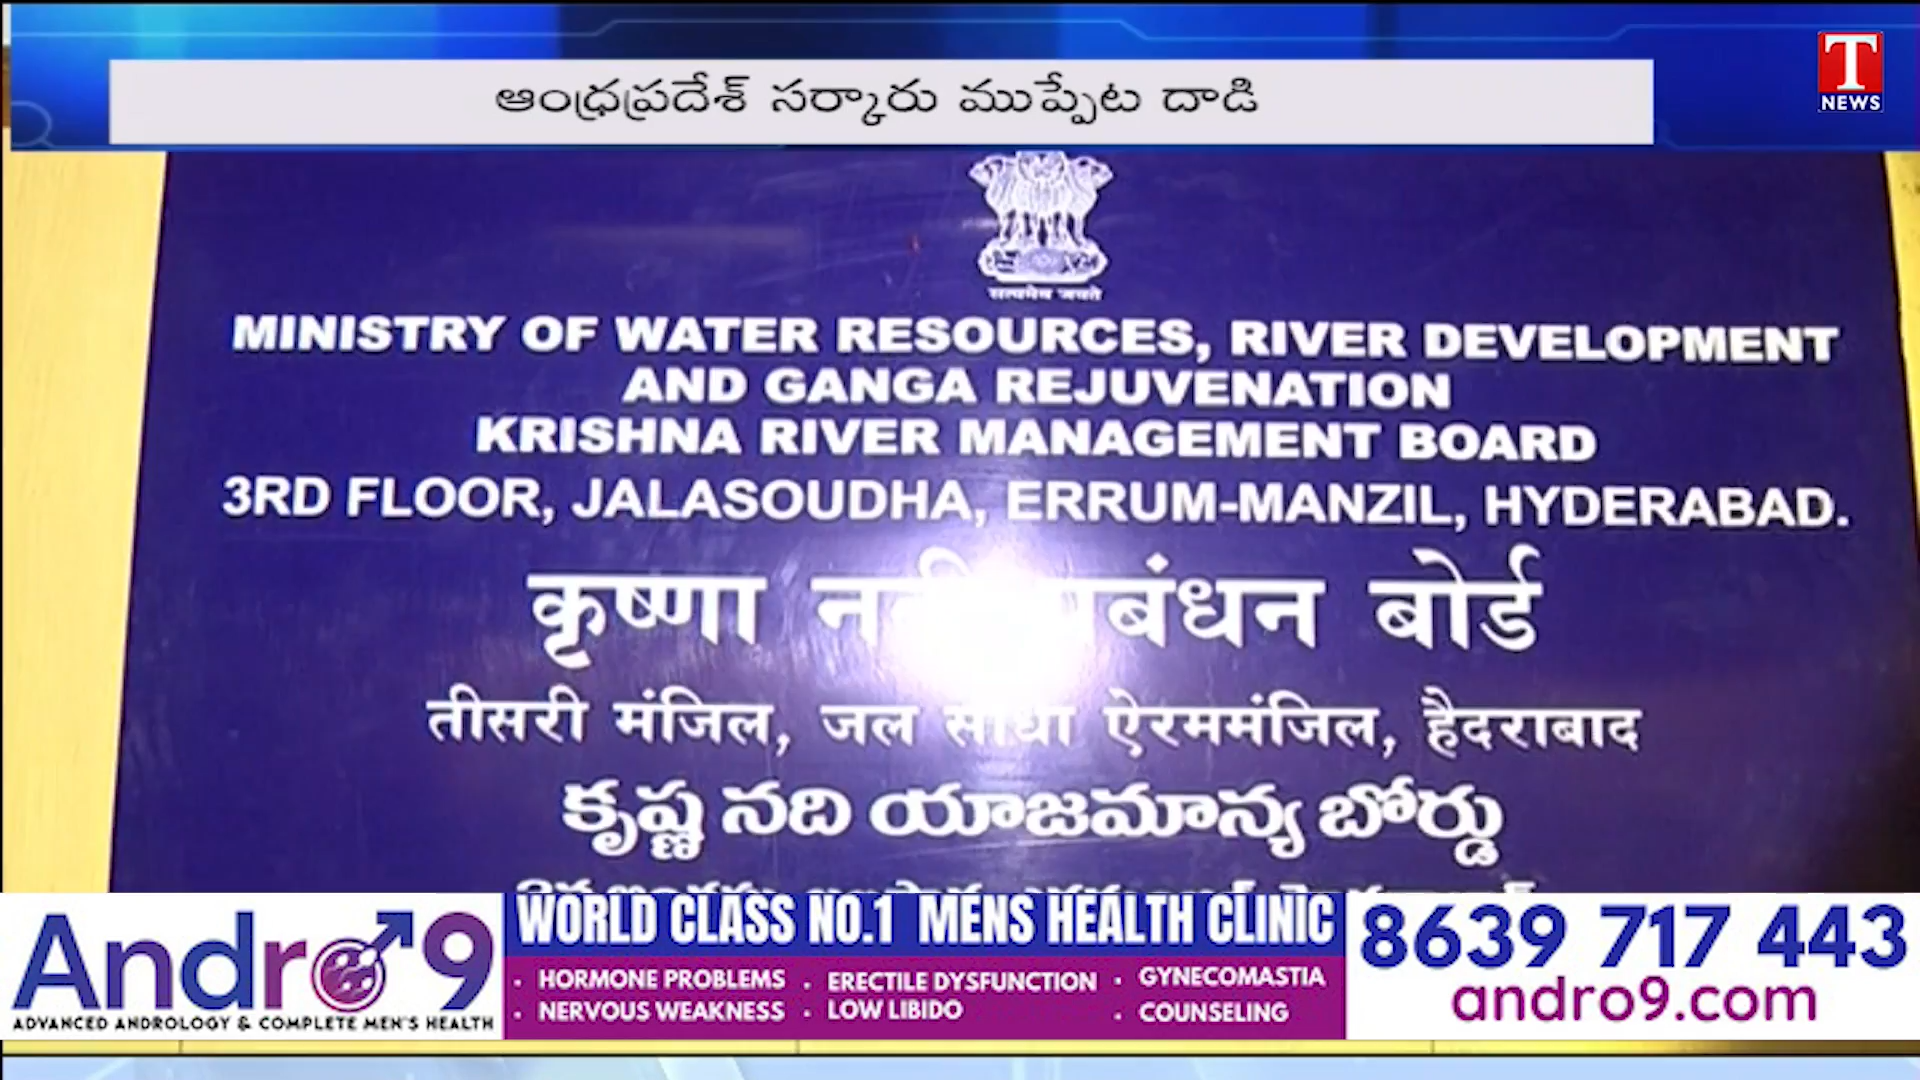 ఆంధ్రప్రదేశ్ సర్కారు ముప్పేట దాడి
T
NEWS
सत्यमेव जयते
MINISTRY OF WATER RESOURCES, RIVER DEVELOPMENT
AND GANGA REJUVENATION
KRISHNA RIVER MANAGEMENT BOARD
3RD FLOOR, JALASOUDHA, ERRUM-MANZIL, HYDERABAD.
कृष्णा बोर्ड
तीसरी मंजिल, जल ऐरममंजिल, हैदराबाद
కృష్ణ నది యాజమాన్య బోర్డు
Andro9
ADVANCED ANDROLOGY & COMPLETE MEN'S HEALTH
WORLD CLASS NO.1 MENS HEALTH CLINIC
• HORMONE PROBLEMS • ERECTILE DYSFUNCTION • GYNECOMASTIA
• NERVOUS WEAKNESS • LOW LIBIDO • COUNSELING
8639 717 443
andro9.com